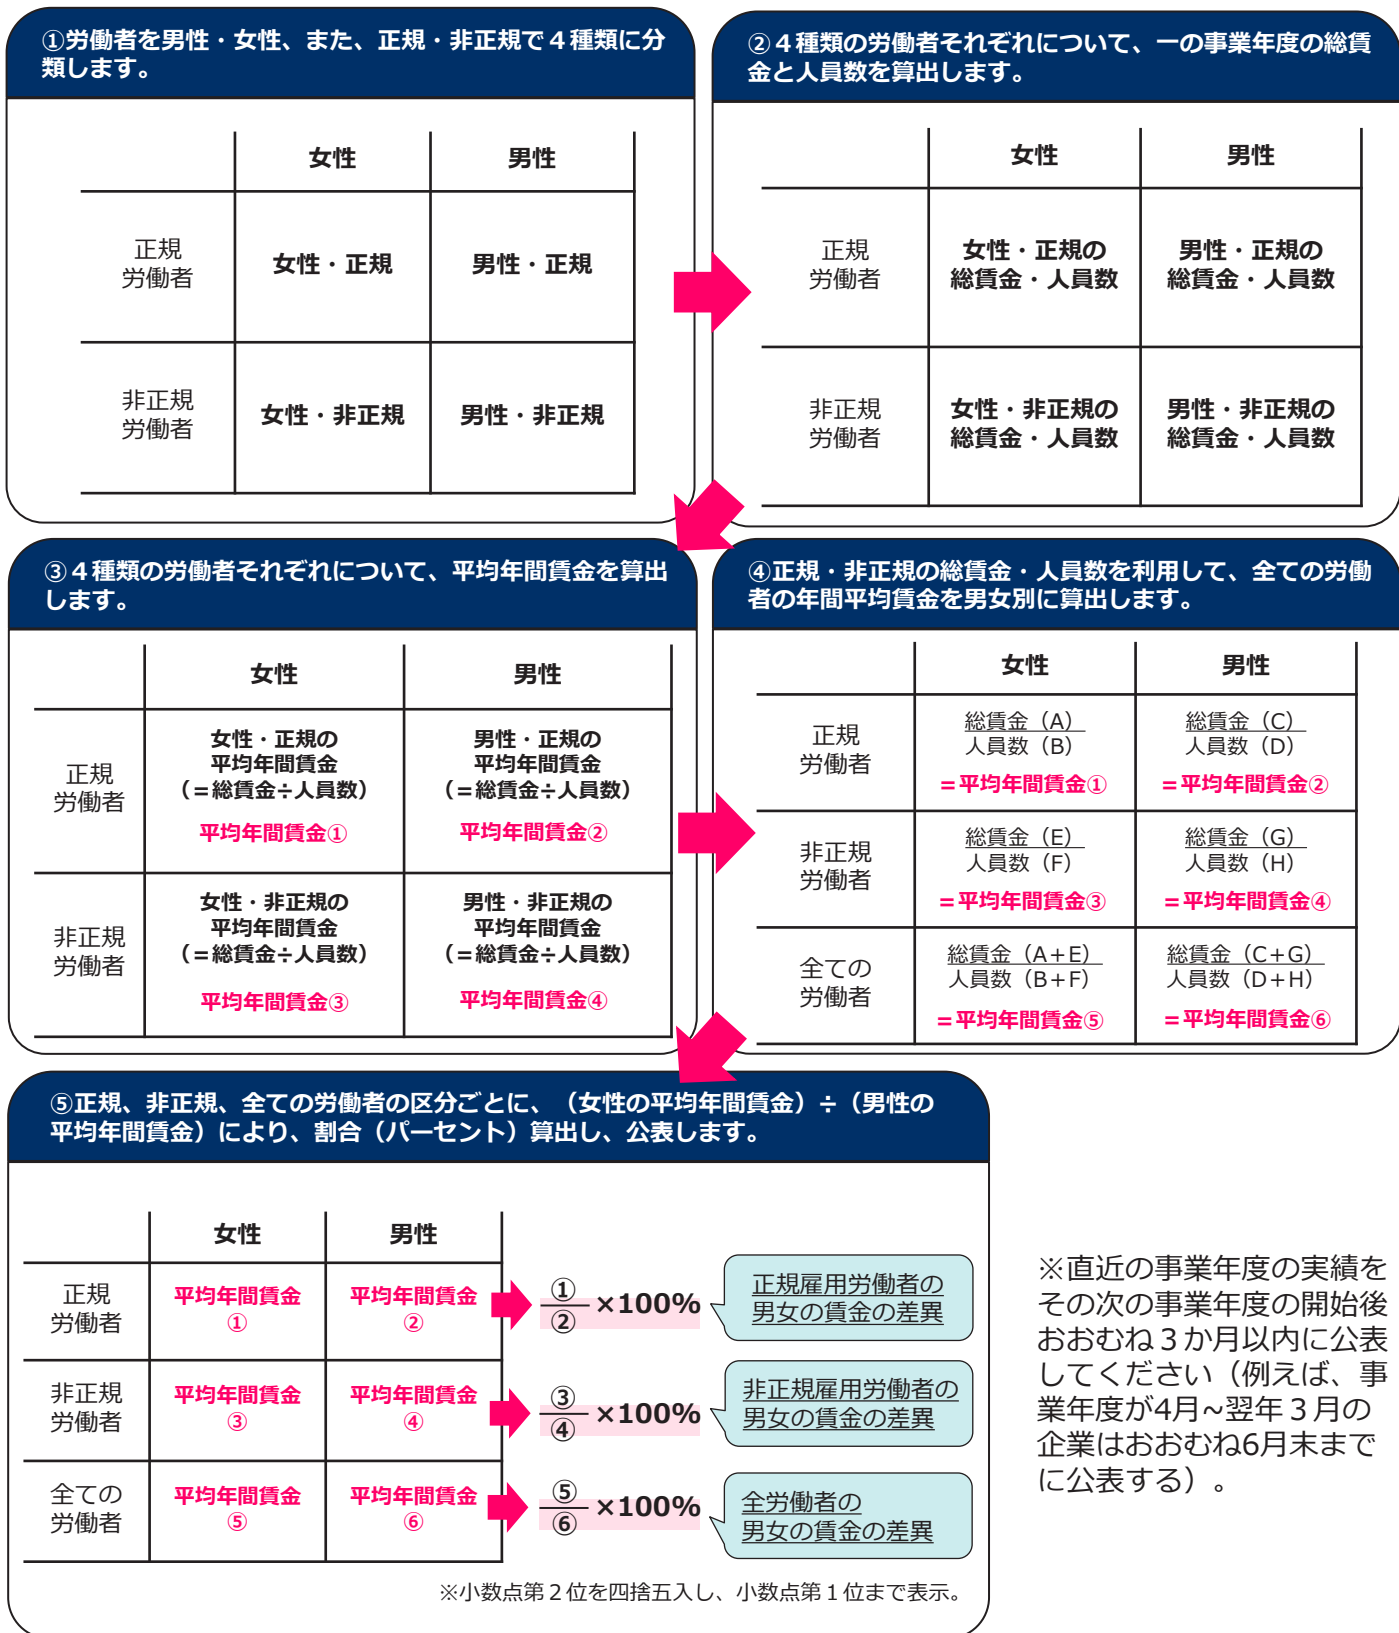 ①労働者を男性・女性、また、正規・非正規で４種類に分
類します。
女性
男性
正規
労働者
女性・正規
男性・正規
非正規
労働者
女性・非正規
男性・非正規
②４種類の労働者それぞれについて、一の事業年度の総賃
金と人員数を算出します。
女性
男性
正規
労働者
女性・正規の
総賃金・人員数
男性・正規の
総賃金・人員数
非正規
労働者
女性・非正規の
総賃金・人員数
男性・非正規の
総賃金・人員数
③４種類の労働者それぞれについて、平均年間賃金を算出
します。
女性
男性
正規
労働者
女性・正規の
平均年間賃金
（＝総賃金÷人員数）
平均年間賃金①
男性・正規の
平均年間賃金
（＝総賃金÷人員数）
平均年間賃金②
非正規
労働者
女性・非正規の
平均年間賃金
（＝総賃金÷人員数）
平均年間賃金③
男性・非正規の
平均年間賃金
（＝総賃金÷人員数）
平均年間賃金④
④正規・非正規の総賃金・人員数を利用して、全ての労働
者の年間平均賃金を男女別に算出します。
女性
男性
正規
労働者
総賃金（A）
人員数（B）
＝平均年間賃金①
総賃金（C）
人員数（D）
＝平均年間賃金②
非正規
労働者
総賃金（E）
人員数（F）
＝平均年間賃金③
総賃金（G）
人員数（H）
＝平均年間賃金④
全ての
労働者
総賃金（A＋E）
人員数（B＋F）
＝平均年間賃金⑤
総賃金（C＋G）
人員数（D＋H）
＝平均年間賃金⑥
⑤正規、非正規、全ての労働者の区分ごとに、（女性の平均年間賃金）÷（男性の
平均年間賃金）により、割合（パーセント）算出し、公表します。
女性
男性
正規
労働者
平均年間賃金
①
平均年間賃金
②
①
②
×100%
正規雇用労働者の
男女の賃金の差異
非正規
労働者
平均年間賃金
③
平均年間賃金
④
③
④
×100%
非正規雇用労働者の
男女の賃金の差異
全ての
労働者
平均年間賃金
⑤
平均年間賃金
⑥
⑤
⑥
×100%
全労働者の
男女の賃金の差異
※小数点第２位を四捨五入し、小数点第１位まで表示。
※直近の事業年度の実績を
その次の事業年度の開始後
おおむね３か月以内に公表
してください（例えば、事
業年度が4月~翌年３月の
企業はおおむね6月末まで
に公表する）。